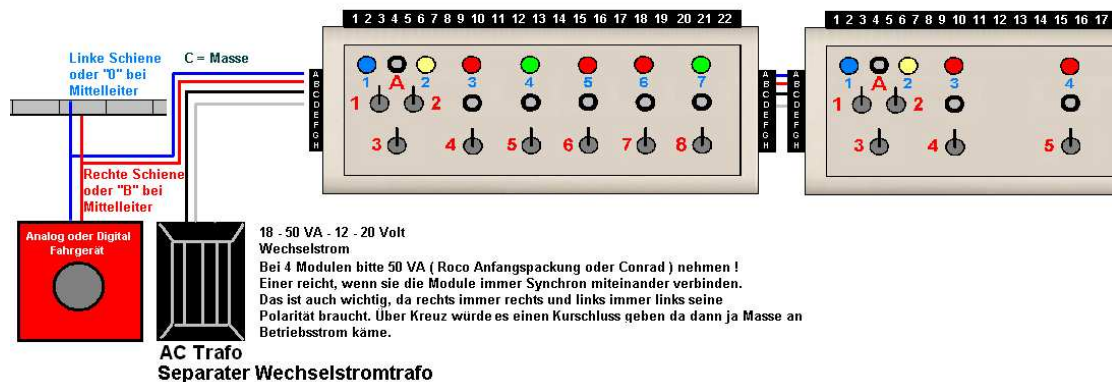 1 2 3 4 5 6 7 8 9 10 11 12 13 14 15 16 17 18 19 20 21 22
1 2 3 4 5 6 7 8 9 10 11 12 13 14 15 16 17
Linke Schiene
oder "0" bei
Mittelleiter
C = Masse
A B C D E F G H
1 A 2 3 4 5 6 7
1 2
3 4 5 6 7 8
A B C D E F G H
A B C D E F G H
1 A 2 3 4
1 2
3 4 5
Rechte Schiene
oder "B" bei
Mittelleiter
Analog oder Digital
Fahrgerät
18 - 50 VA - 12 - 20 Volt
Wechselstrom
Bei 4 Modulen bitte 50 VA ( Roco Anfangspackung oder Conrad ) nehmen !
Einer reicht, wenn sie die Module immer Synchron miteinander verbinden.
Das ist auch wichtig, da rechts immer rechts und links immer links seine
Polarität braucht. Über Kreuz würde es einen Kurschluss geben da dann ja Masse an
Betriebsstrom käme.
AC Trafo
Separater Wechselstromtrafo